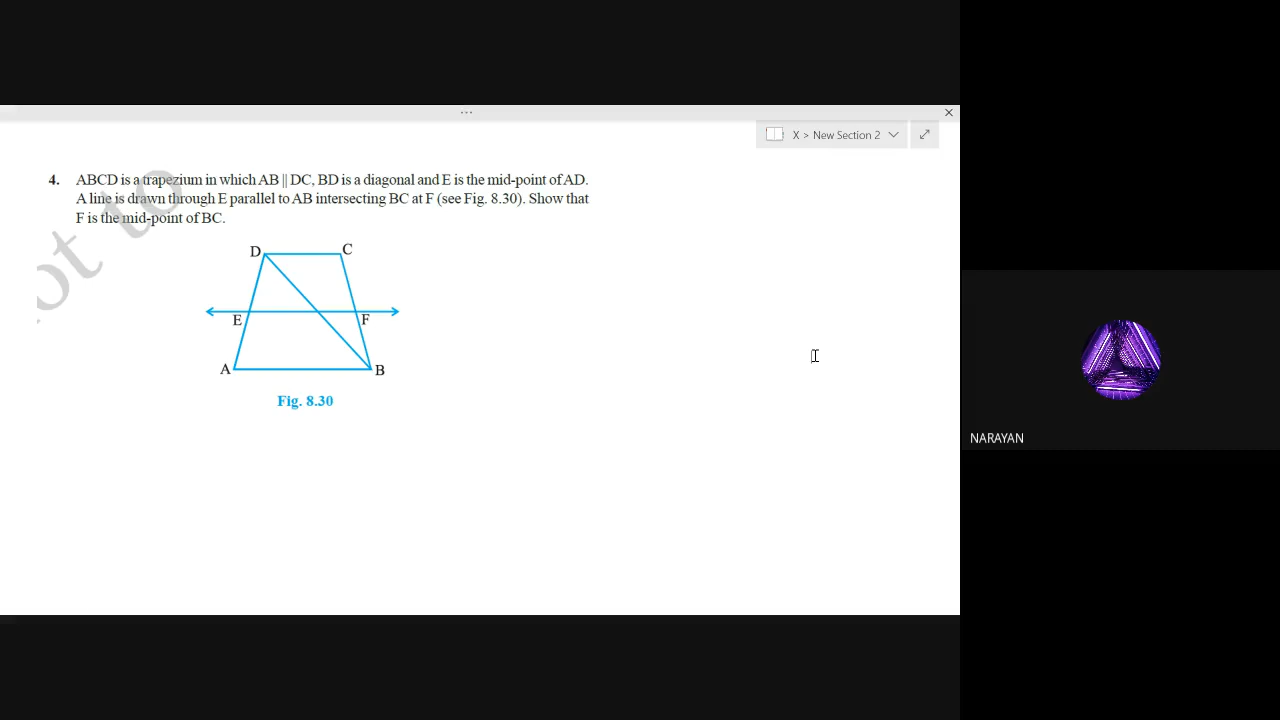 ...
X > New Section 2
4. ABCD is a trapezium in which AB || DC, BD is a diagonal and E is the mid-point of AD.
A line is drawn through E parallel to AB intersecting BC at F (see Fig. 8.30). Show that
F is the mid-point of BC.
D C
E F
A B
Fig. 8.30
ot to
NARAYAN